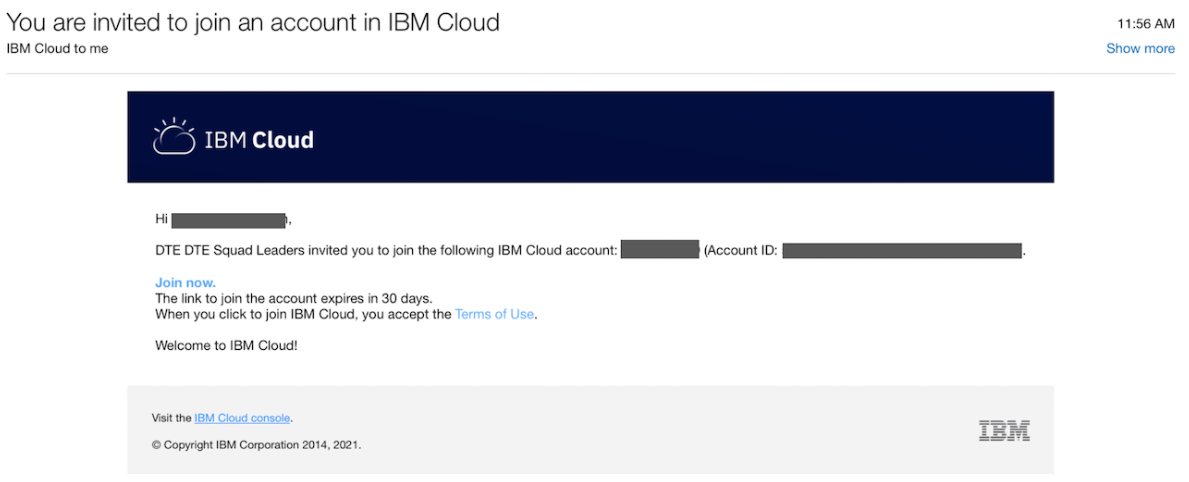 You are invited to join an account in IBM Cloud
11:56 AM
IBM Cloud to me
Show more
IBM Cloud
Hi ,
DTE DTE Squad Leaders invited you to join the following IBM Cloud account: (Account ID: .
Join now.
The link to join the account expires in 30 days.
When you click to join IBM Cloud, you accept the Terms of Use.
Welcome to IBM Cloud!
Visit the IBM Cloud console.
© Copyright IBM Corporation 2014, 2021.
IBM